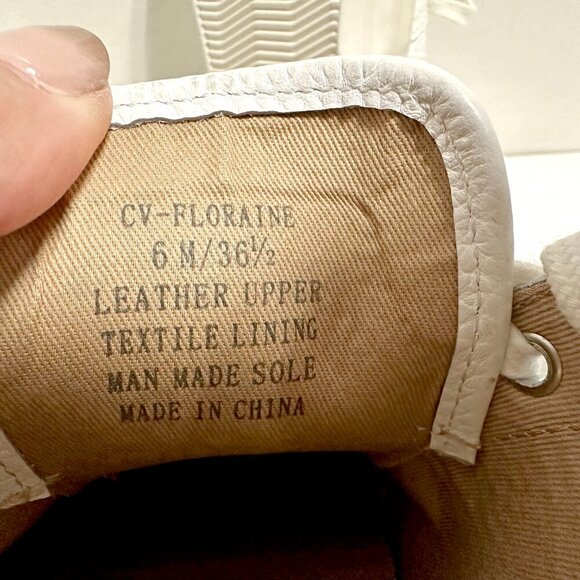 CV-FLORAINE
6 M/36½
LEATHER UPPER
TEXTILE LINING
MAN MADE SOLE
MADE IN CHINA